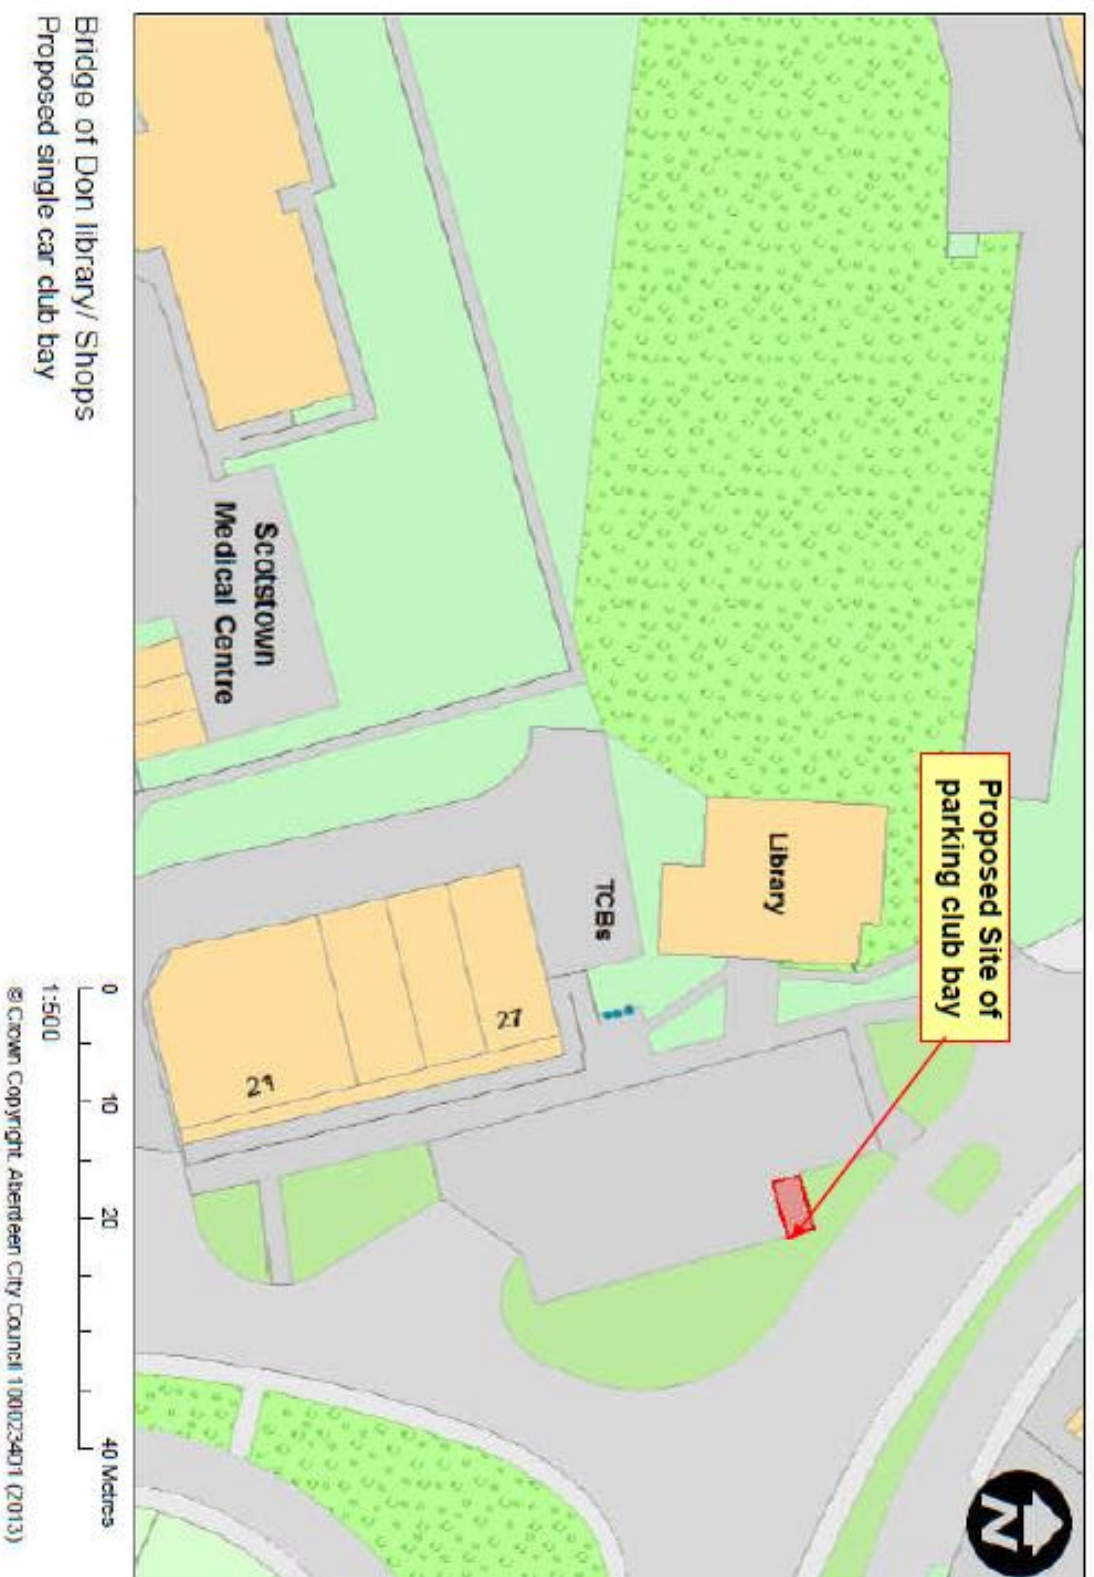 Proposed Site of
parking club bay
N
Library
TCBs
Scotstown
Medical Centre
27
21
Bridge of Don library/ Shops
Proposed single car club bay
0 10 20 40 Metres
1:500
© Crown Copyright. Aberdeen City Council 100023401 (2013)